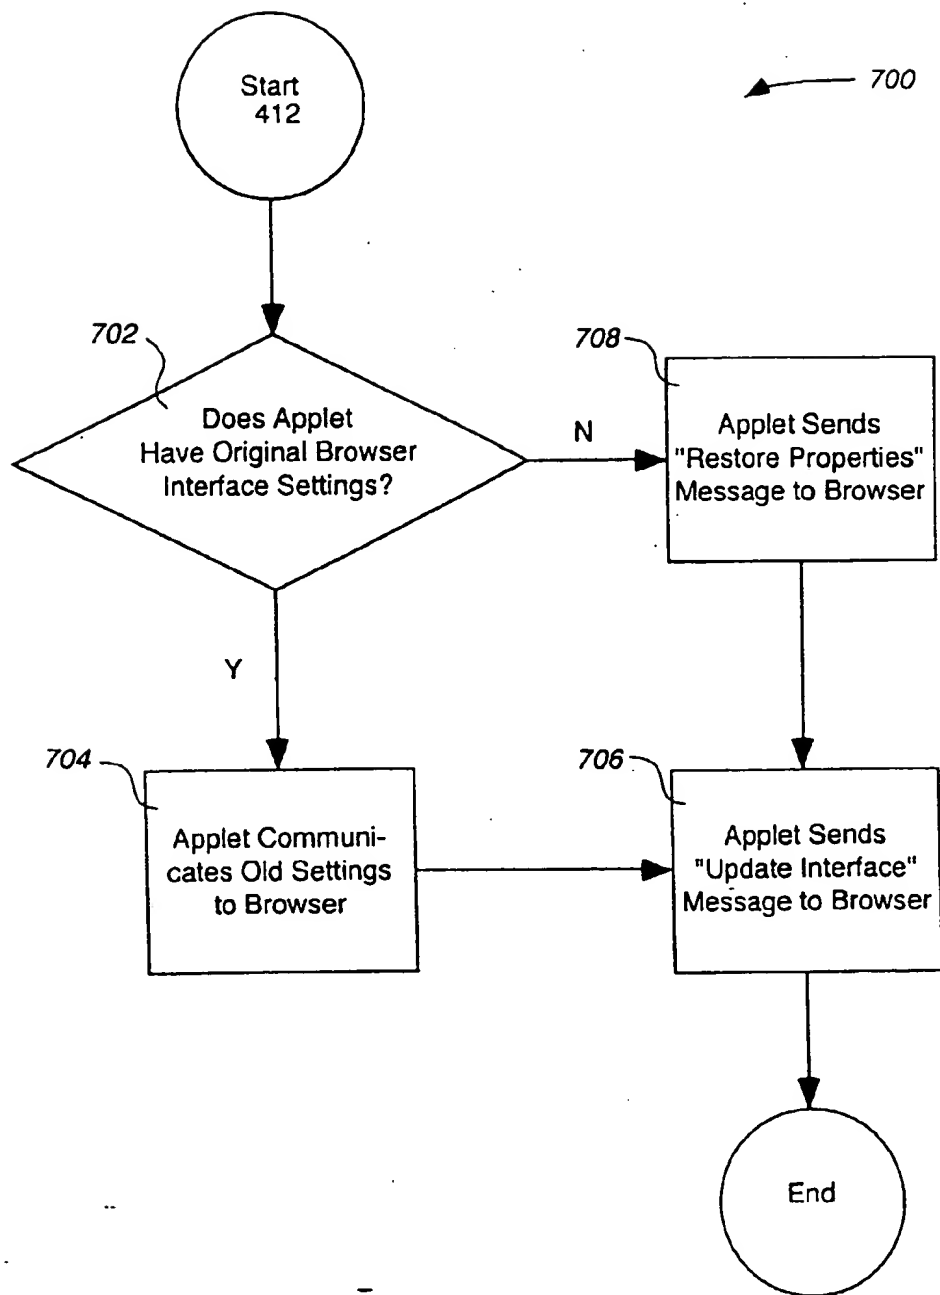 Start
412
700
702
Does Applet
Have Original Browser
Interface Settings?
N
708
Applet Sends
"Restore Properties"
Message to Browser
Y
704
Applet Communi-
cates Old Settings
to Browser
706
Applet Sends
"Update Interface"
Message to Browser
End